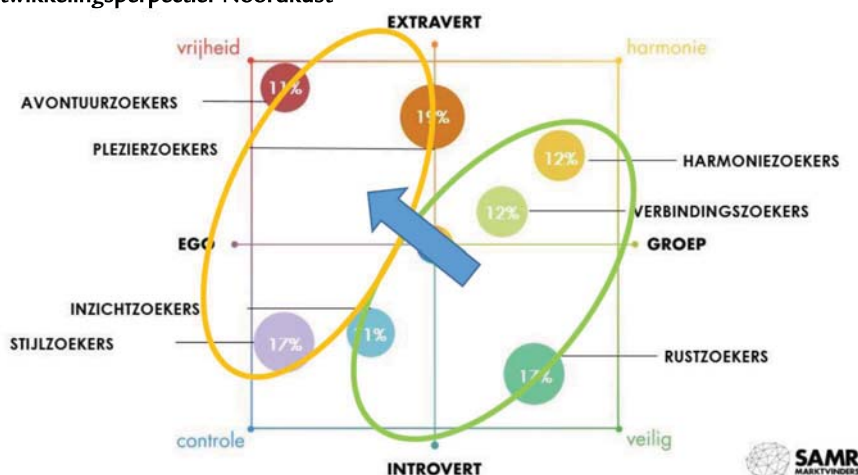 Noordkust
EXTRAVERT
vrijheid
harmonie
11%
AVONTUURZOEKERS
19%
PLEZIERZOEKERS
12%
HARMONIEZOEKERS
12%
VERBINDINGSZOEKERS
EGO
GROEP
INZICHTZOEKERS
STIJLZOEKERS
17%
RUSTZOEKERS
17%
controle
veilig
INTROVERT
SAMR
MARKTVINDERS